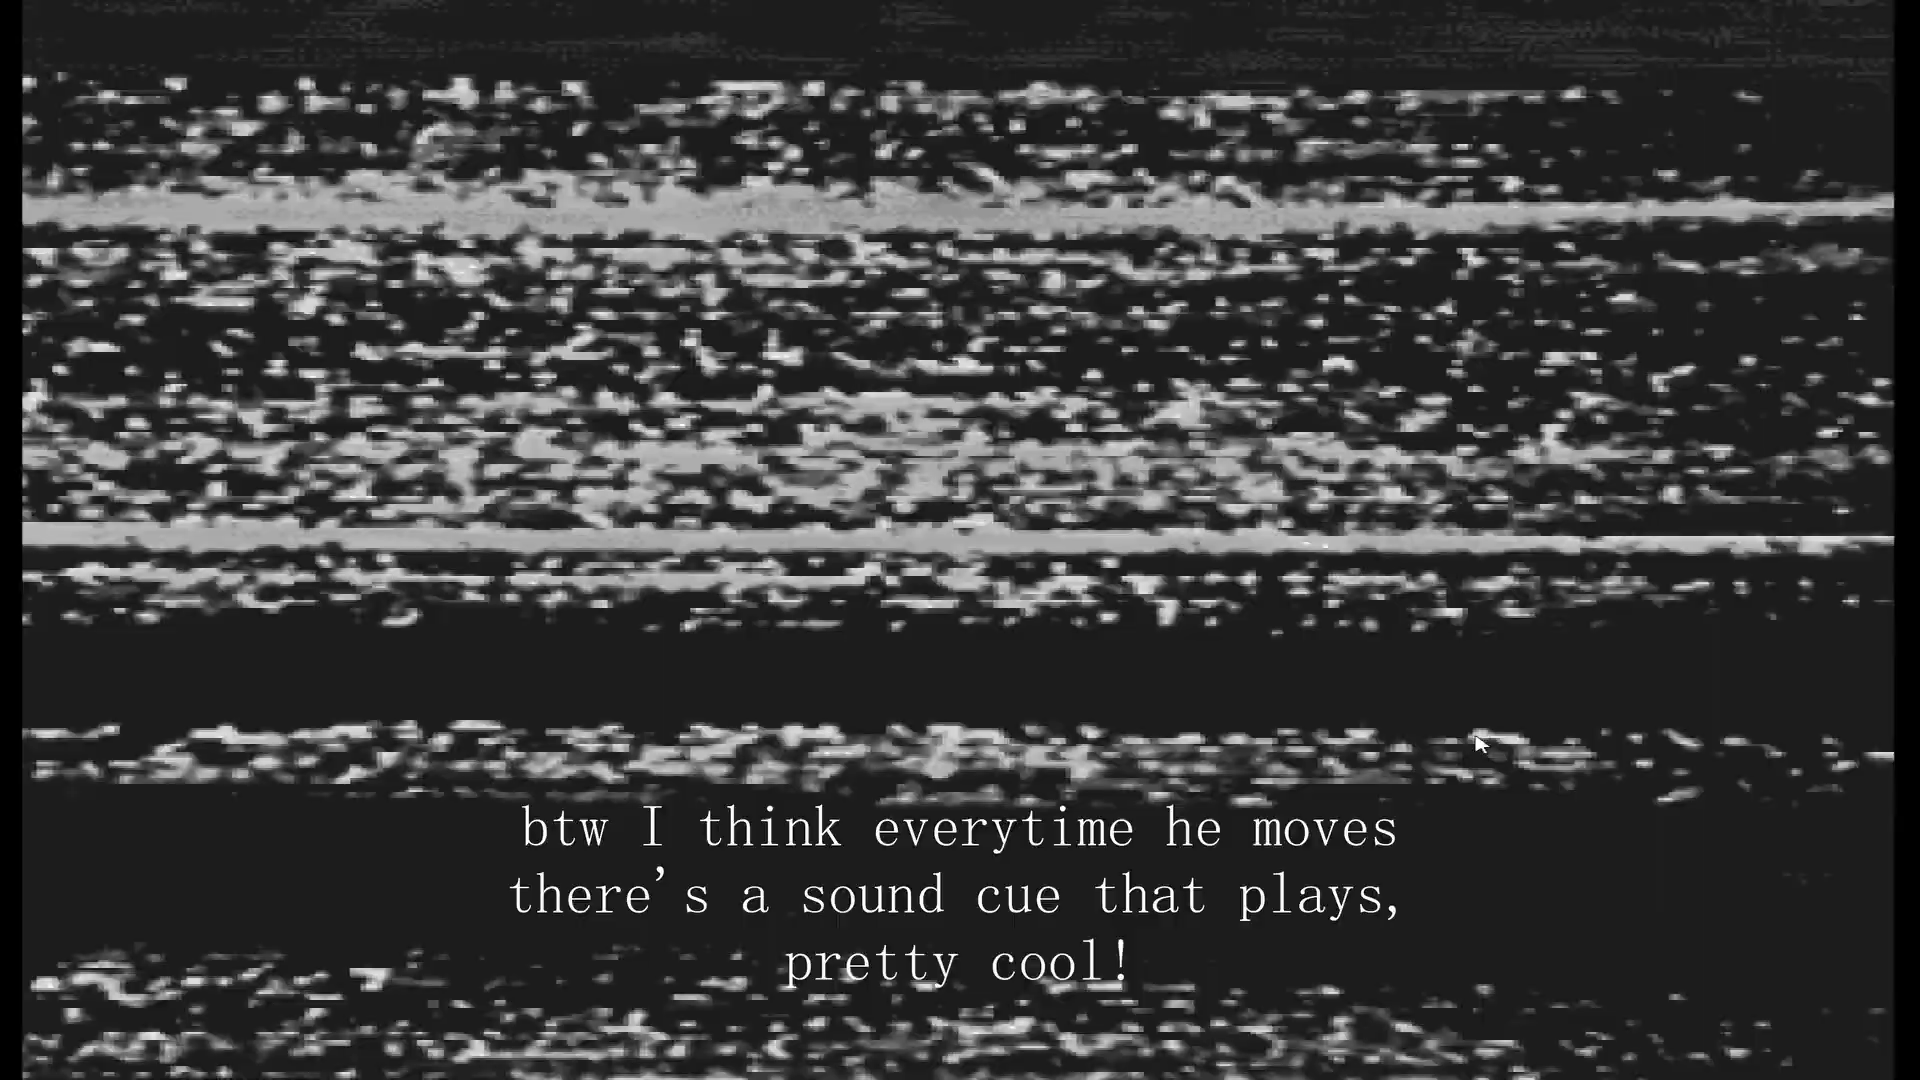 btw I think everytime he moves
there's a sound cue that plays,
pretty cool!